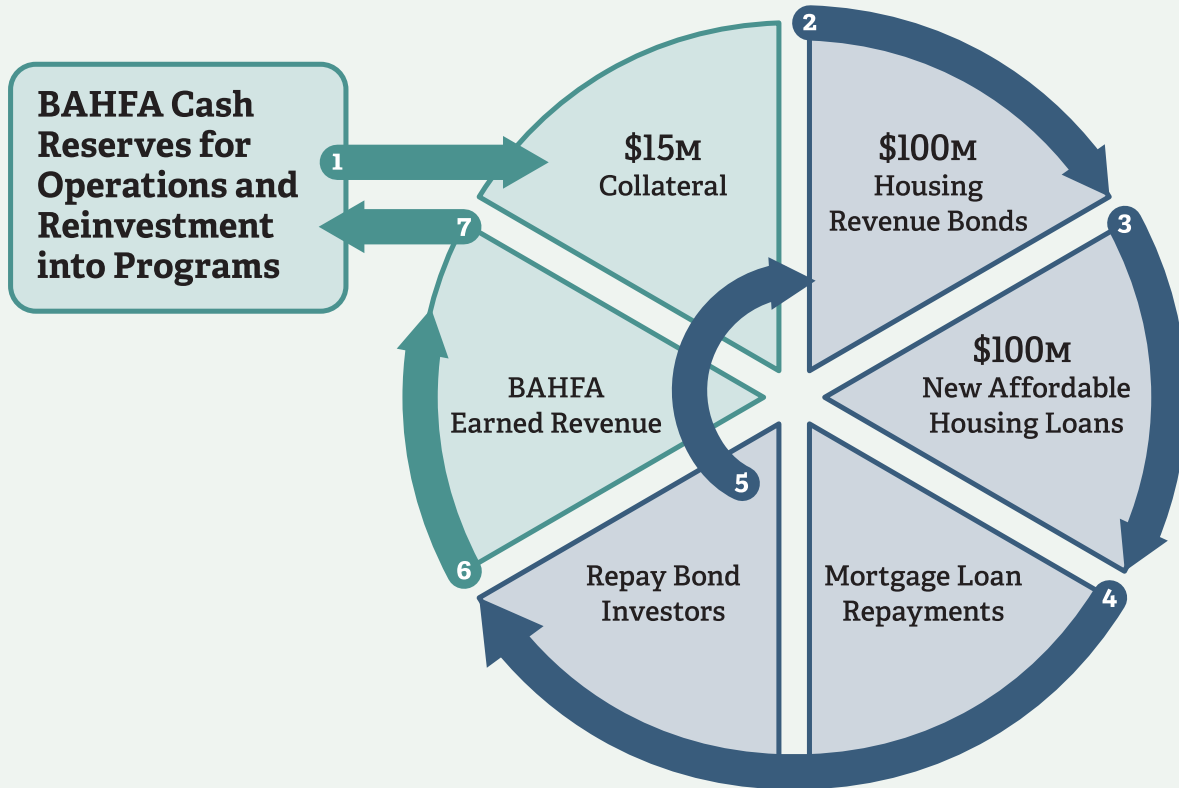 BAHFA Cash
Reserves for
Operations and
Reinvestment
into Programs
1
7
$15M
Collateral
2
$100M
Housing
Revenue Bonds
3
$100M
New Affordable
Housing Loans
4
Mortgage Loan
Repayments
5
Repay Bond
Investors
6
BAHFA
Earned Revenue